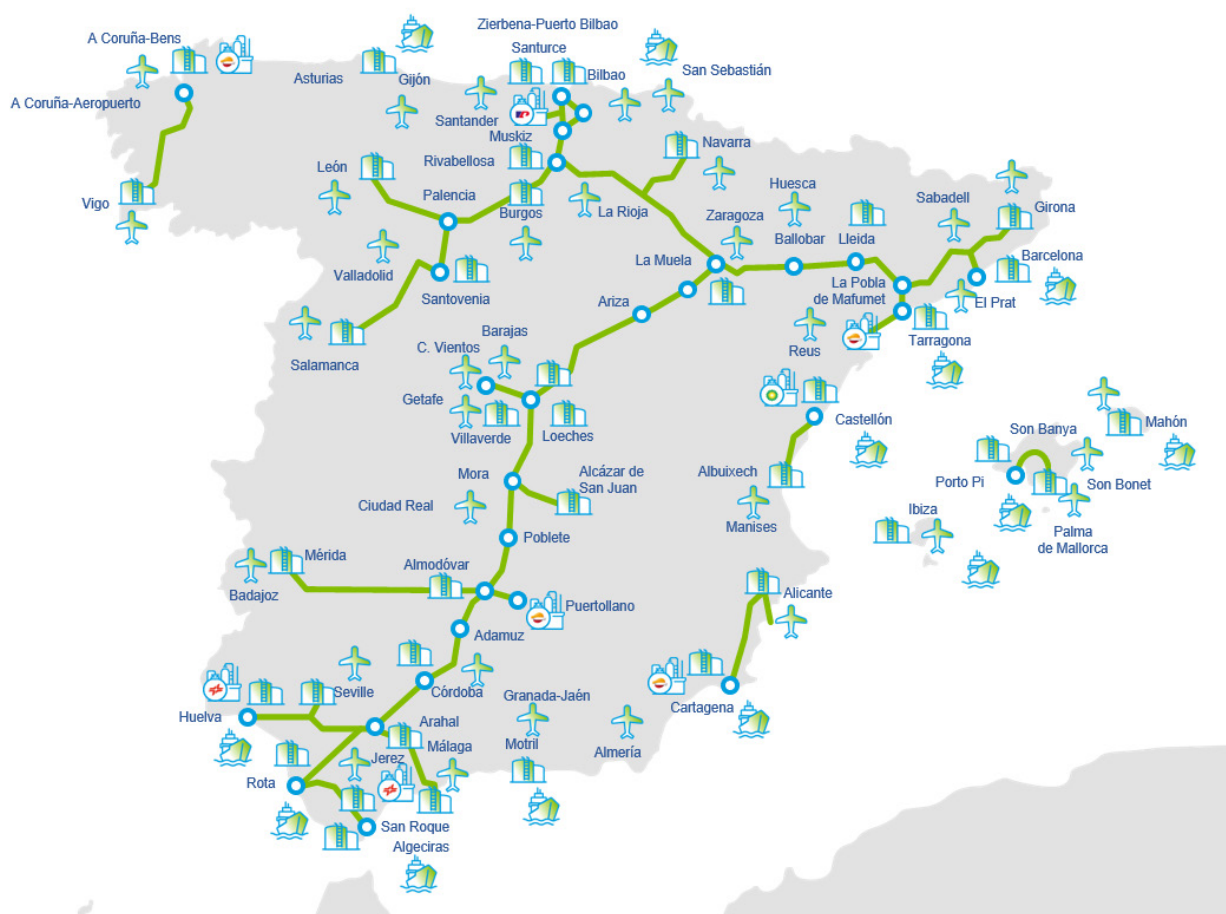 Zierbena-Puerto Bilbao
A Coruña-Bens
Santurce
Asturias
Gijón
Bilbao
San Sebastián
A Coruña-Aeropuerto
Santander
Muskiz
Navarra
León
Rivabellosa
Vigo
Palencia
Burgos
La Rioja
Huesca
Zaragoza
Sabadell
Girona
Ballobar
Lleida
Valladolid
Santovenia
La Muela
Barcelona
La Pobla
de Mafumet
El Prat
Ariza
Salamanca
Barajas
C. Vientos
Reus
Tarragona
Getafe
Villaverde
Loeches
Castellón
Son Banya
Mahón
Mora
Alcázar de
San Juan
Albuixech
Porto Pi
Son Bonet
Ciudad Real
Manises
Ibiza
Palma
de Mallorca
Poblete
Mérida
Almodóvar
Badajoz
Puertollano
Alicante
Adamuz
Seville
Córdoba
Granada-Jaén
Cartagena
Huelva
Arahal
Málaga
Motril
Almería
Jerez
Rota
San Roque
Algeciras